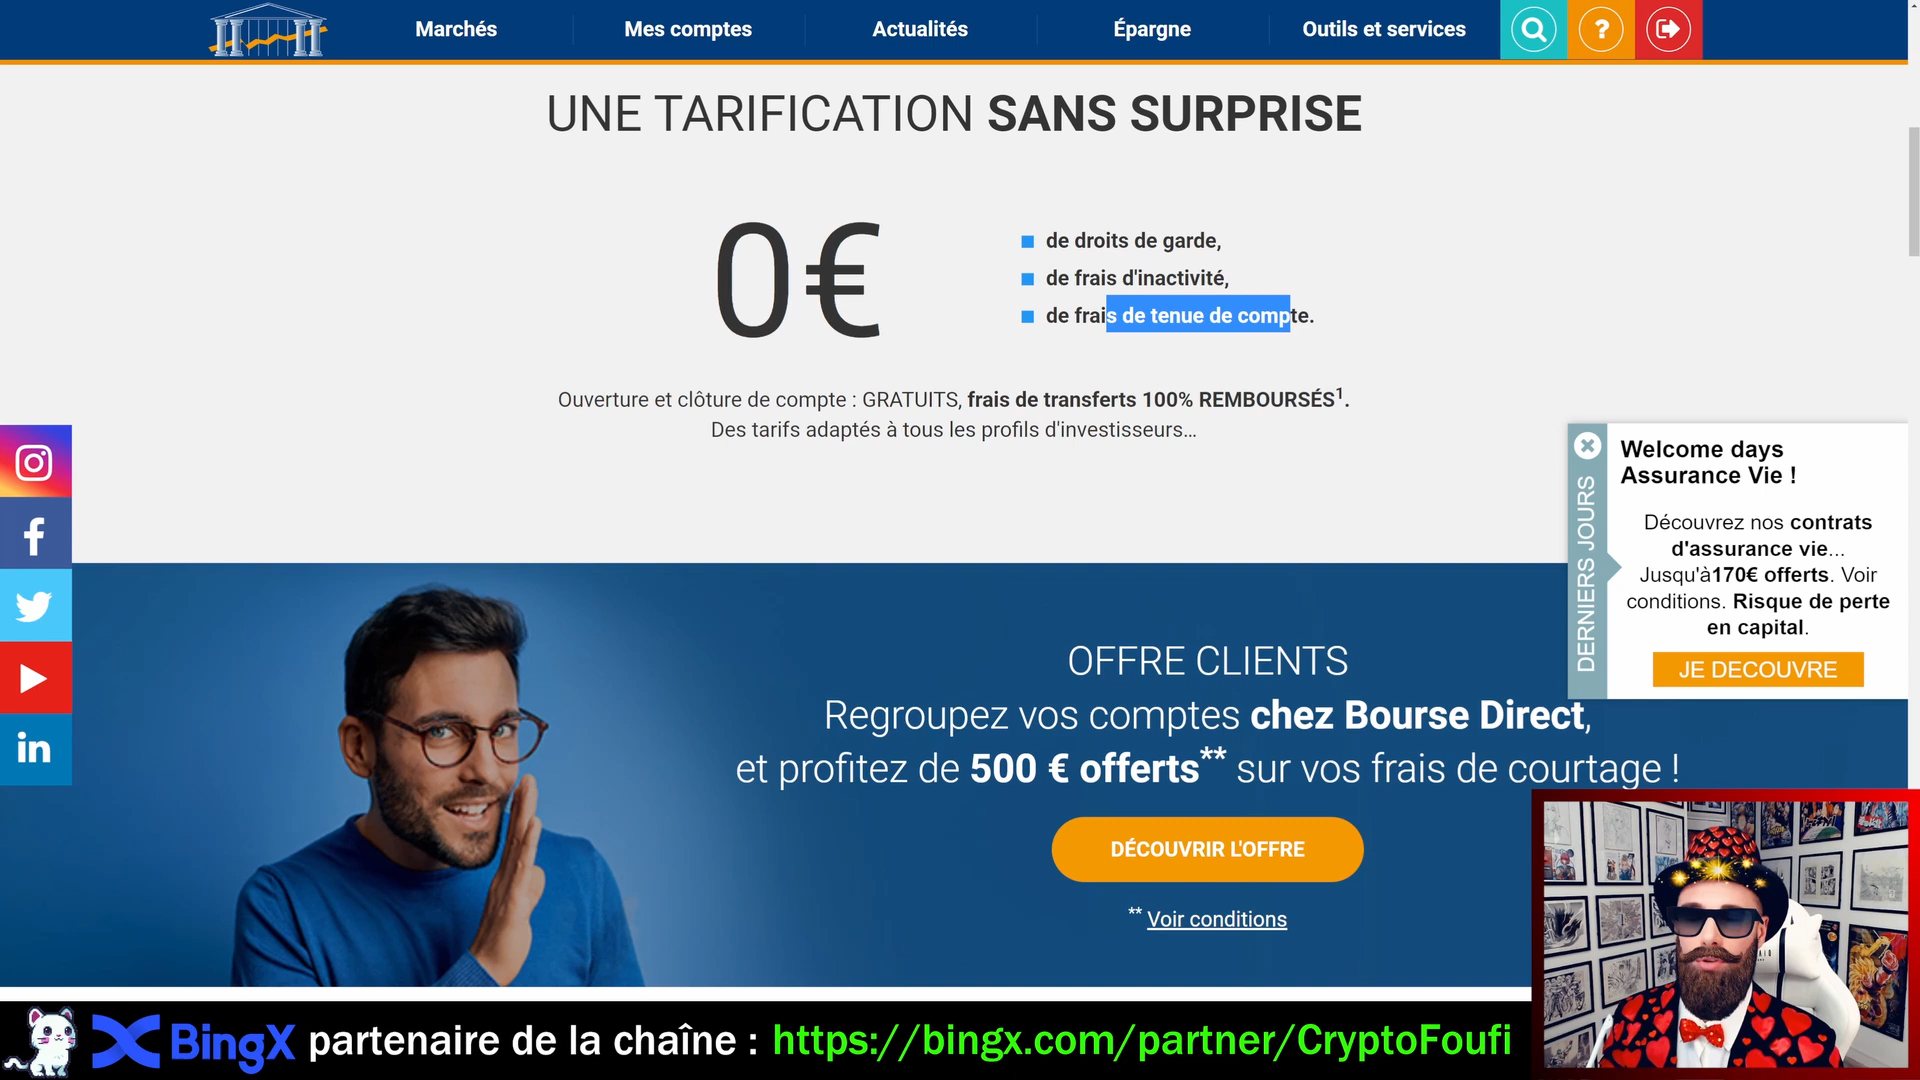 Marchés
Mes comptes
Actualités
Épargne
Outils et services
?
UNE TARIFICATION SANS SURPRISE
0€
de droits de garde,
de frais d'inactivité,
de frais de tenue de compte.
Ouverture et clôture de compte : GRATUITS, frais de transferts 100% REMBOURSÉS¹.
Des tarifs adaptés à tous les profils d'investisseurs...
DERNIERS JOURS
Welcome days
Assurance Vie !
Découvrez nos contrats
d'assurance vie...
Jusqu'à170€ offerts. Voir
conditions. Risque de perte
en capital.
JE DECOUVRE
OFFRE CLIENTS
Regroupez vos comptes chez Bourse Direct,
et profitez de 500 € offerts** sur vos frais de courtage !
DÉCOUVRIR L'OFFRE
** Voir conditions
BingX partenaire de la chaîne : https://bingx.com/partner/CryptoFoufi